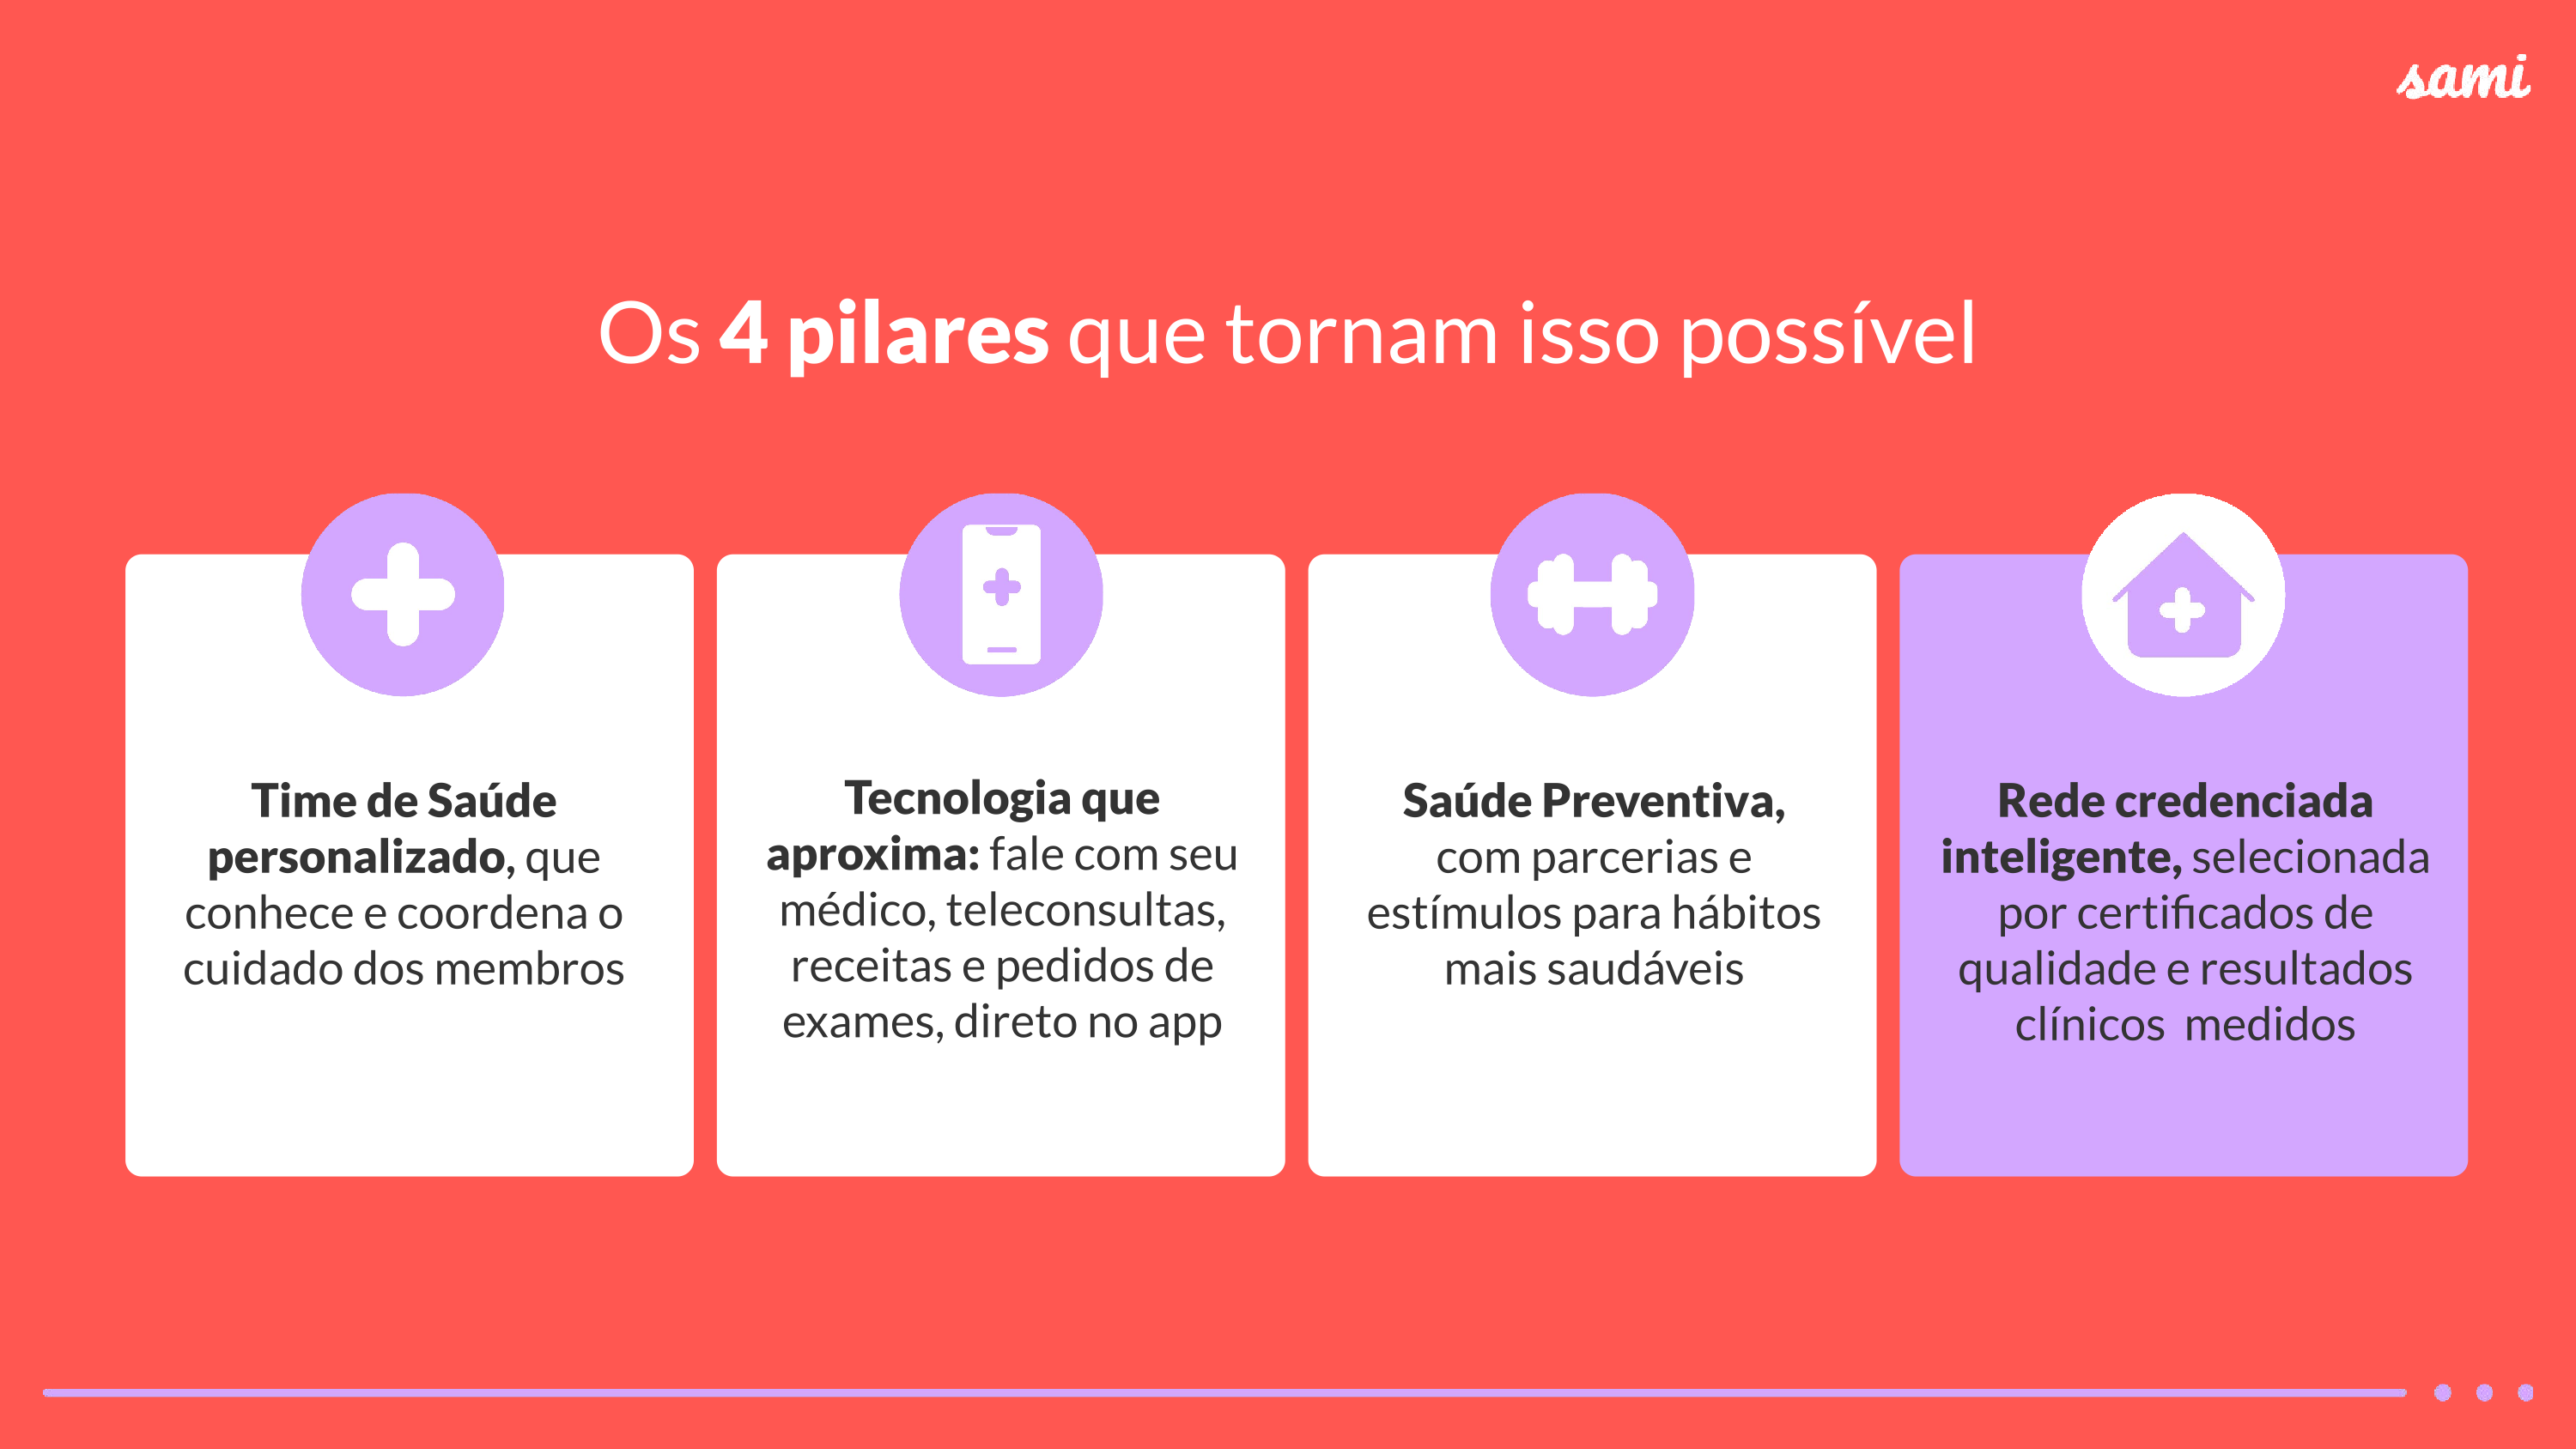 sami
Os 4 pilares que tornam isso possível
Time de Saúde
personalizado, que
conhece e coordena o
cuidado dos membros
Tecnologia que
aproxima: fale com seu
médico, teleconsultas,
receitas e pedidos de
exames, direto no app
Saúde Preventiva,
com parcerias e
estímulos para hábitos
mais saudáveis
Rede credenciada
inteligente, selecionada
por certificados de
qualidade e resultados
clínicos  medidos